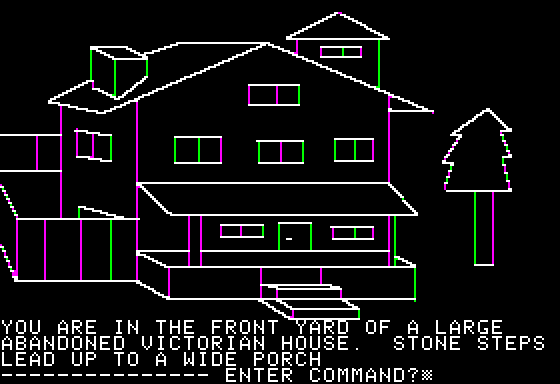 YOU ARE IN THE FRONT YARD OF A LARGE
ABANDONED VICTORIAN HOUSE.  STONE STEPS
LEAD UP TO A WIDE PORCH
--------------- ENTER COMMAND?※